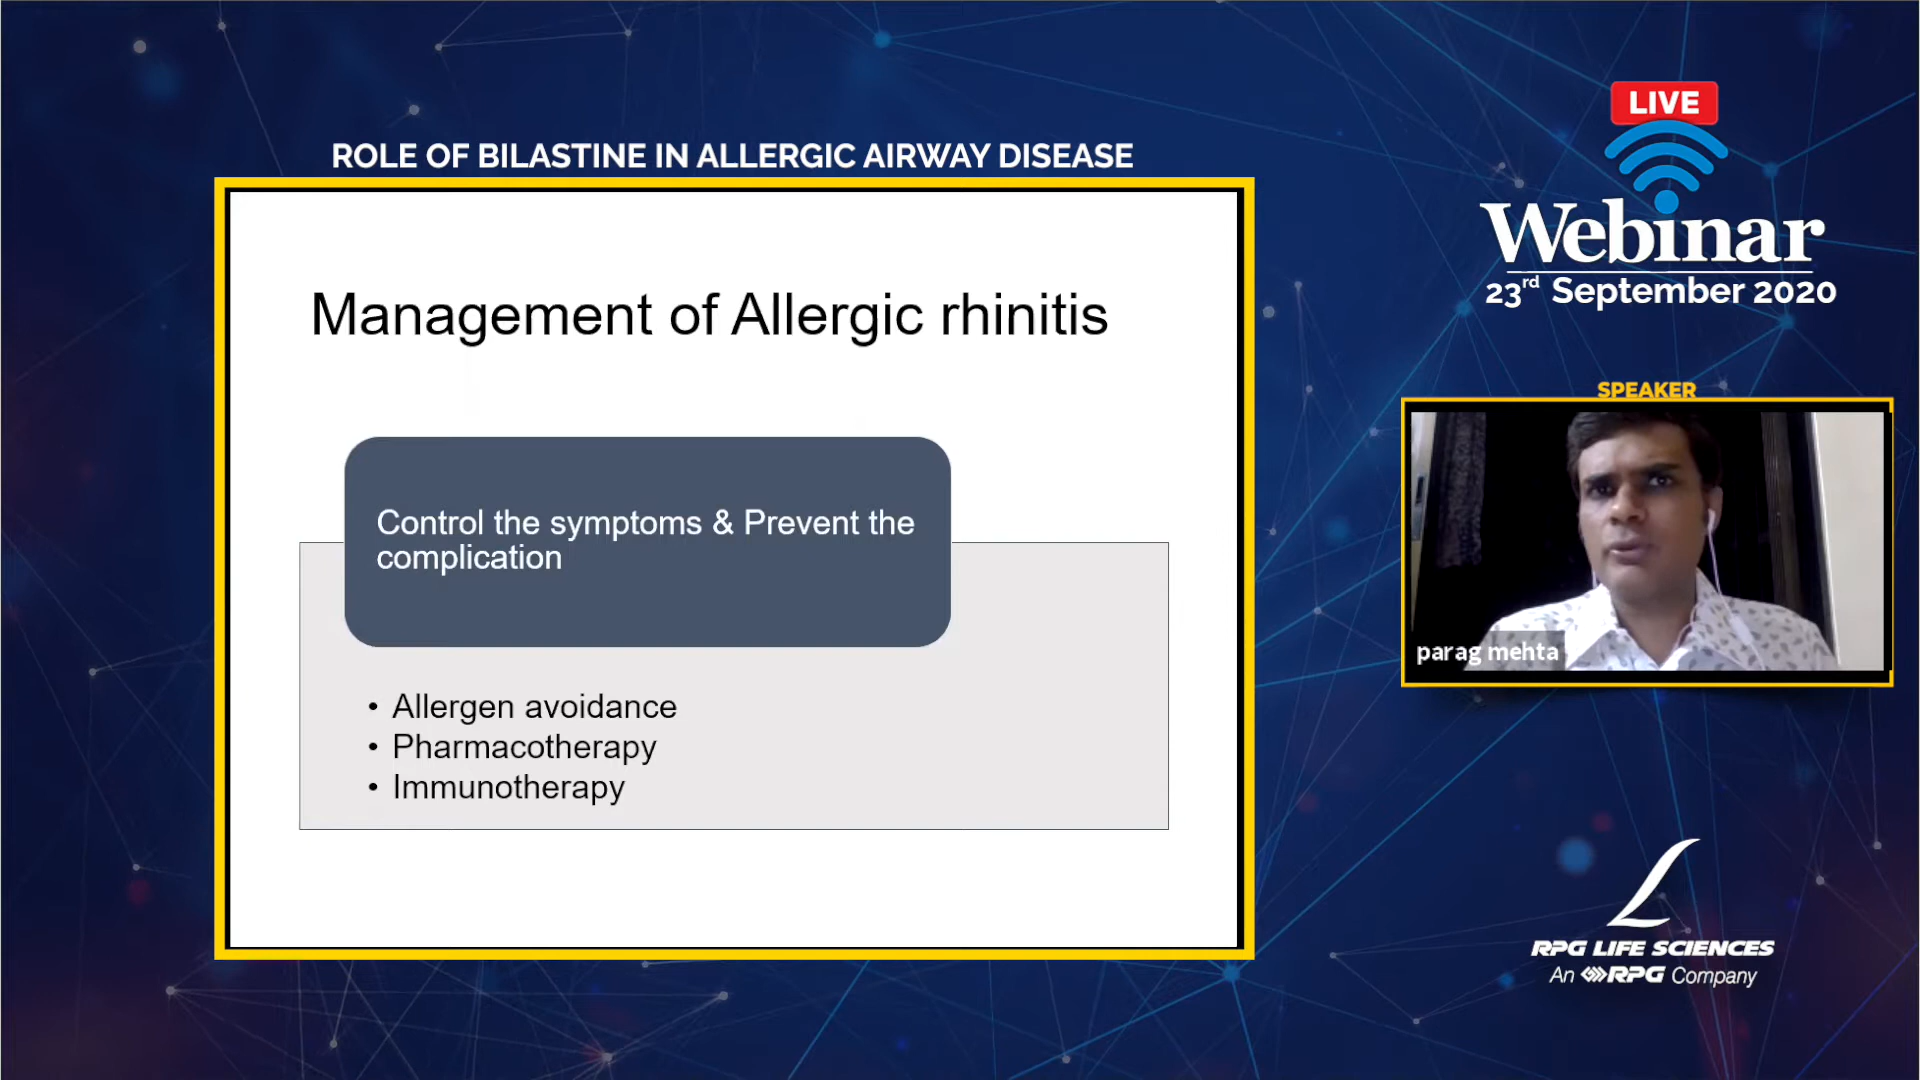 ROLE OF BILASTINE IN ALLERGIC AIRWAY DISEASE
Management of Allergic rhinitis
Control the symptoms & Prevent the
complication
• Allergen avoidance
• Pharmacotherapy
• Immunotherapy
LIVE
Webinar
23rd September 2020
SPEAKER
parag mehta
RPG LIFE SCIENCES
An RPG Company